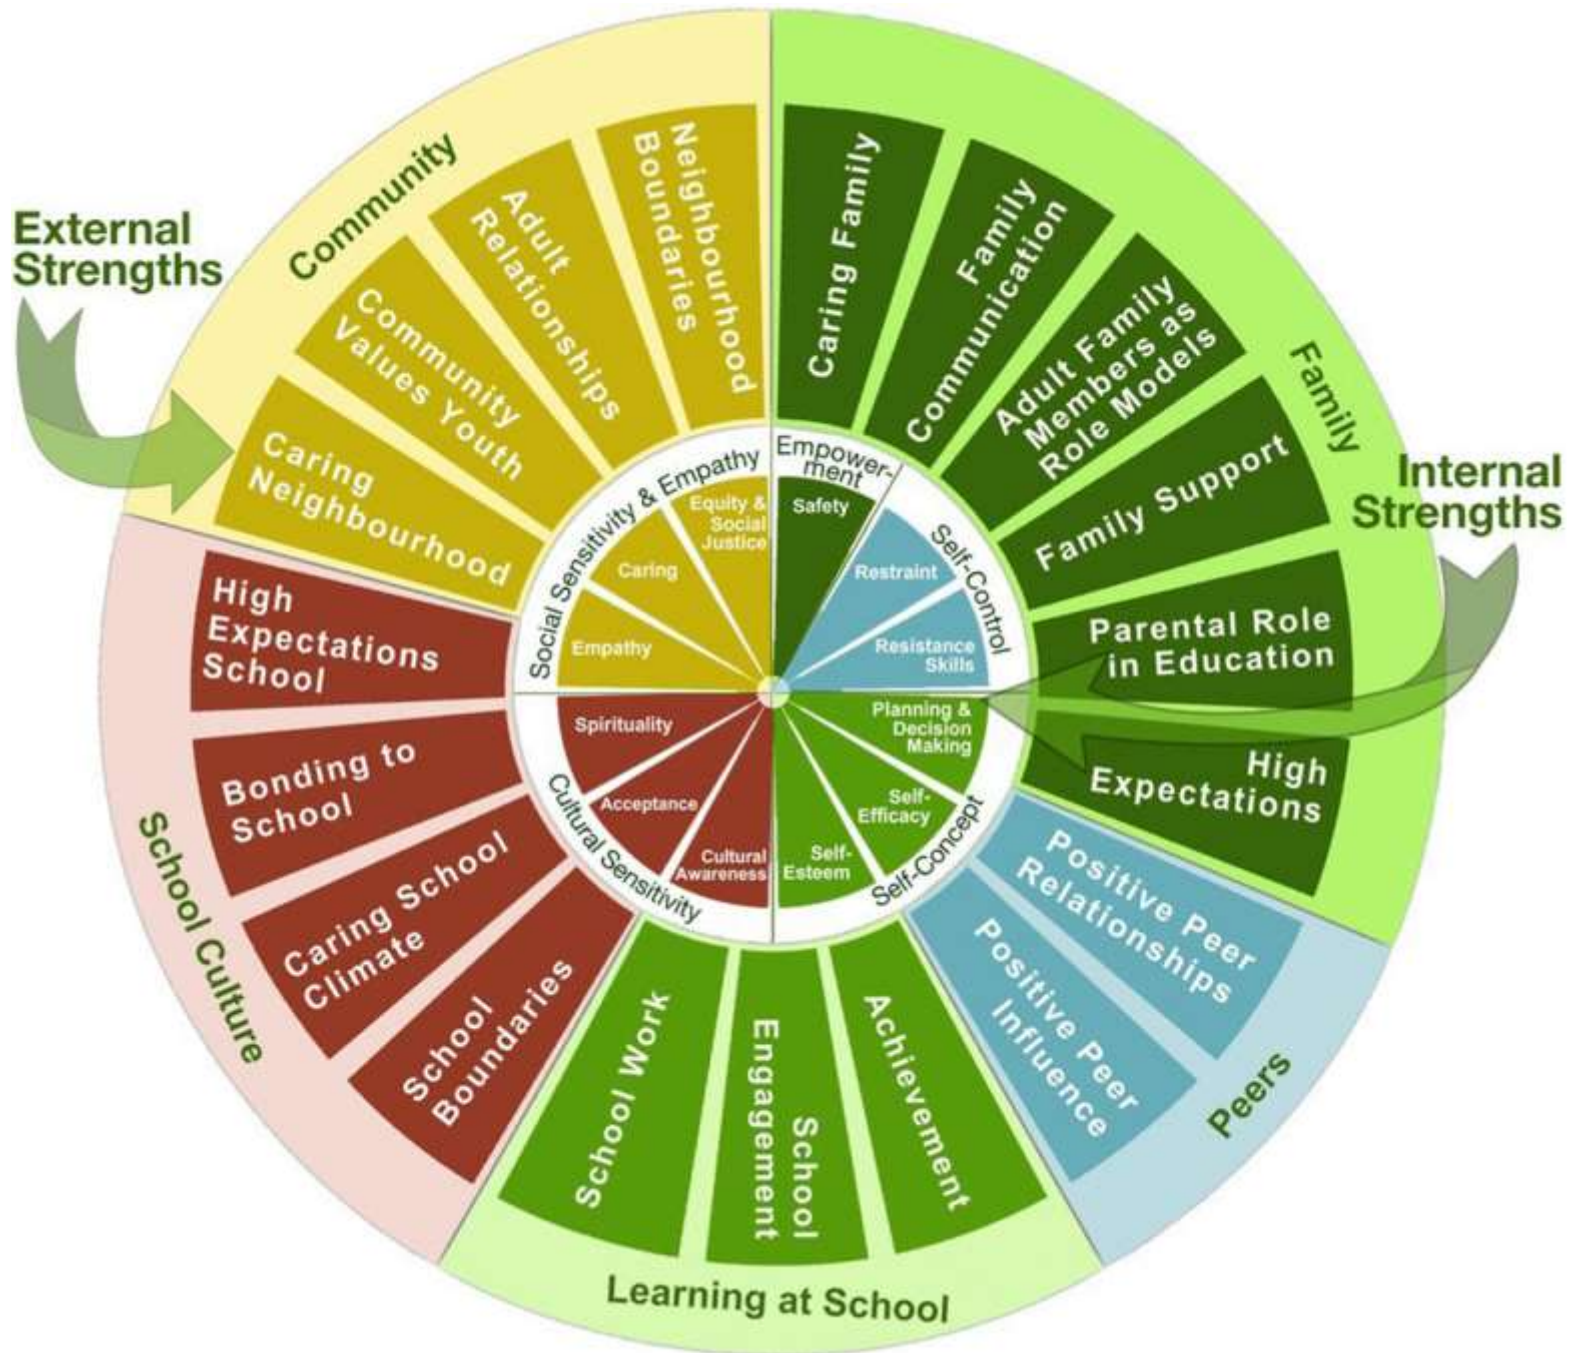 External
Strengths
Community
Caring
Neighbourhood
Community
Values Youth
Adult
Relationships
Neighbourhood
Boundaries
Family
Caring Family
Family
Communication
Adult Family
Members as
Role Models
Family Support
Parental Role
in Education
High
Expectations
Internal
Strengths
Peers
Positive Peer
Relationships
Positive Peer
Influence
Learning at School
Achievement
School
Engagement
School Work
School Culture
School
Boundaries
Caring School
Climate
Bonding to
School
High
Expectations
School
Social Sensitivity & Empathy
Empathy
Caring
Equity &
Social
Justice
Empower-
ment
Safety
Self-Control
Restraint
Resistance
Skills
Self-Concept
Planning &
Decision
Making
Self-
Efficacy
Self-
Esteem
Cultural Sensitivity
Cultural
Awareness
Acceptance
Spirituality